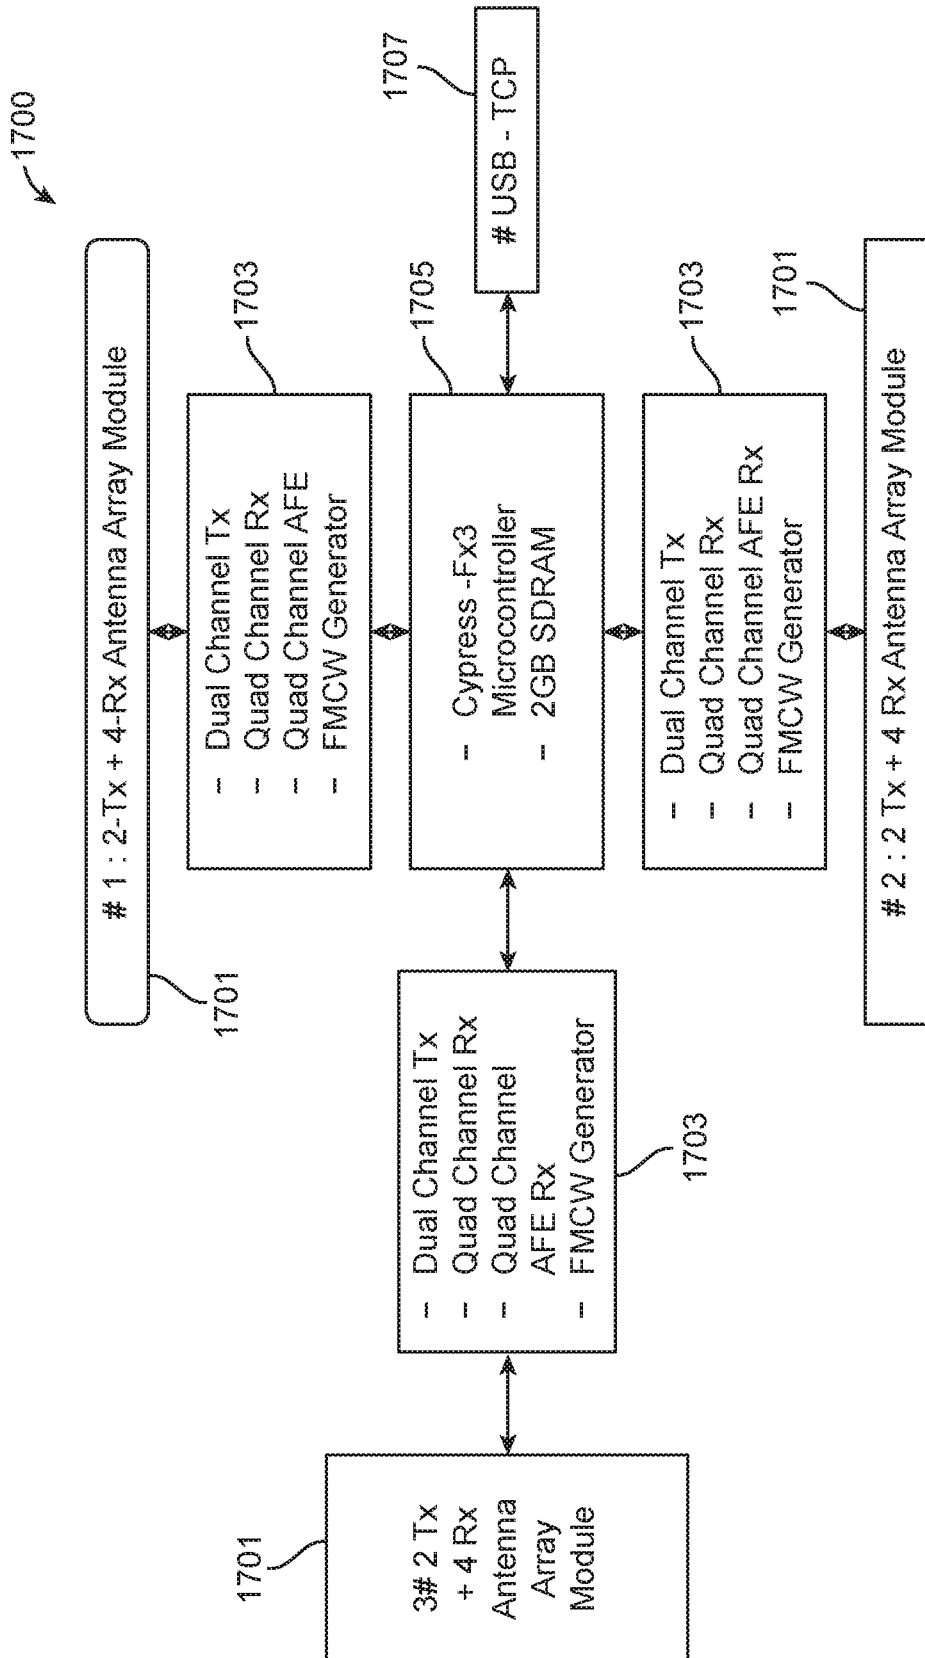 1700
# 1 : 2-Tx + 4-Rx Antenna Array Module
1701
- Dual Channel Tx
- Quad Channel Rx
- Quad Channel AFE
- FMCW Generator
1703
3# 2 Tx
+ 4 Rx
Antenna
Array
Module
1701
- Dual Channel Tx
- Quad Channel Rx
- Quad Channel
AFE Rx
- FMCW Generator
1703
- Cypress -Fx3
Microcontroller
- 2GB SDRAM
1705
# USB - TCP
1707
- Dual Channel Tx
- Quad Channel Rx
- Quad Channel AFE Rx
- FMCW Generator
1703
# 2 : 2 Tx + 4 Rx Antenna Array Module
1701